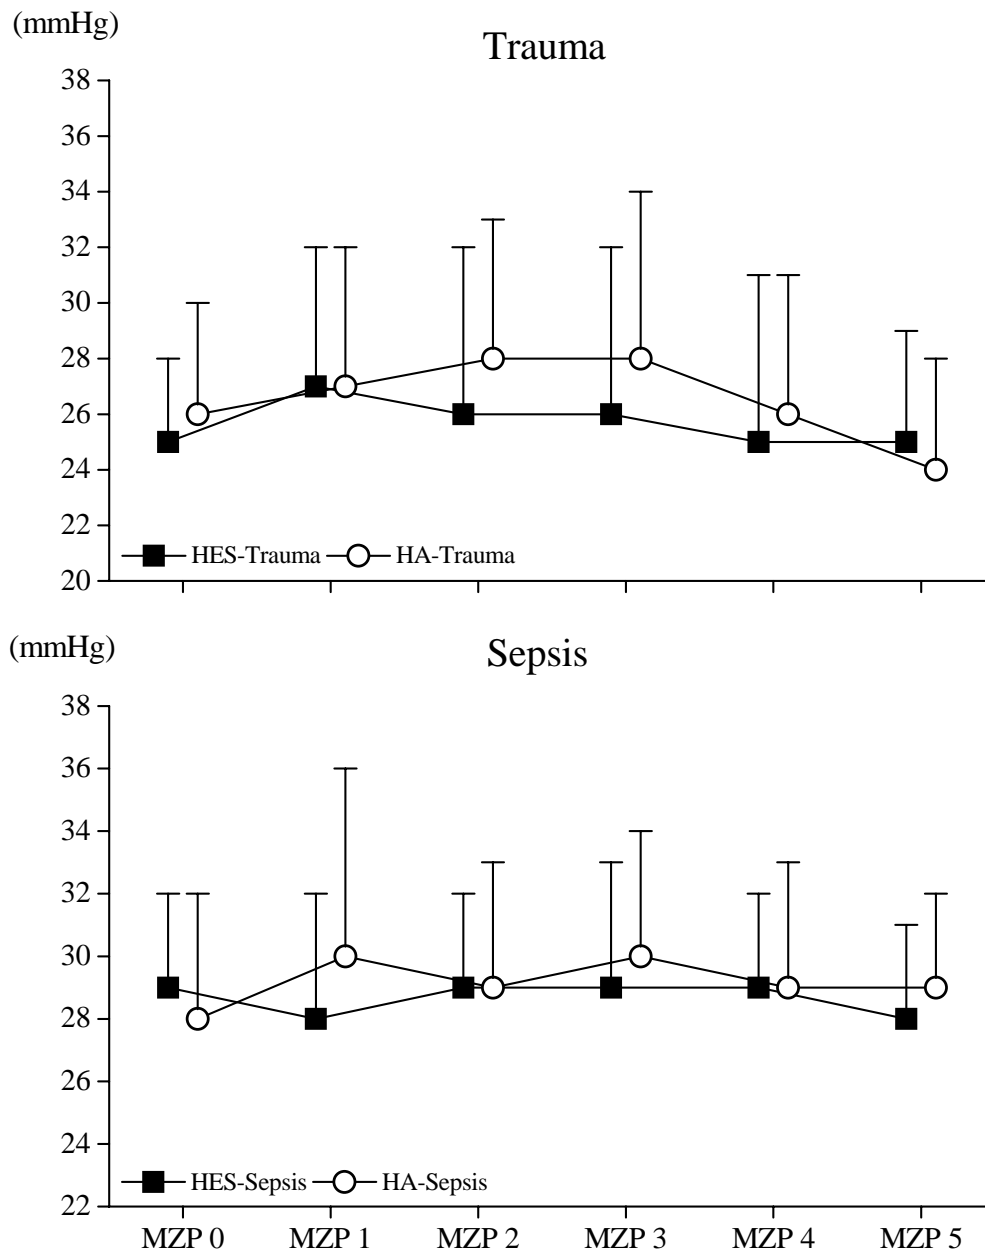 (mmHg)
Trauma
38
36
34
32
30
28
26
24
22
20
HES-Trauma HA-Trauma
(mmHg)
Sepsis
38
36
34
32
30
28
26
24
22
HES-Sepsis HA-Sepsis
MZP 0 MZP 1 MZP 2 MZP 3 MZP 4 MZP 5